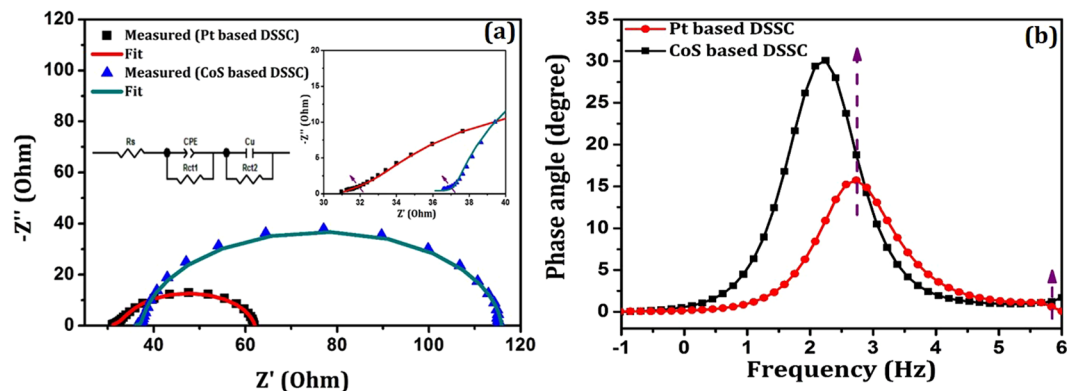 (a)
Measured (Pt based DSSC)
Fit
Measured (CoS based DSSC)
Fit
Rs
CPE
Rct1
Cu
Rct2
-Z'' (Ohm)
120
100
80
60
40
20
0
40
60
80
100
120
Z' (Ohm)
-Z'' (Ohm)
-20
15
10
5
0
30
32
34
36
38
40
Z' (Ohm)
(b)
Pt based DSSC
CoS based DSSC
Phase angle (degree)
35
30
25
20
15
10
5
0
-1
0
1
2
3
4
5
6
Frequency (Hz)